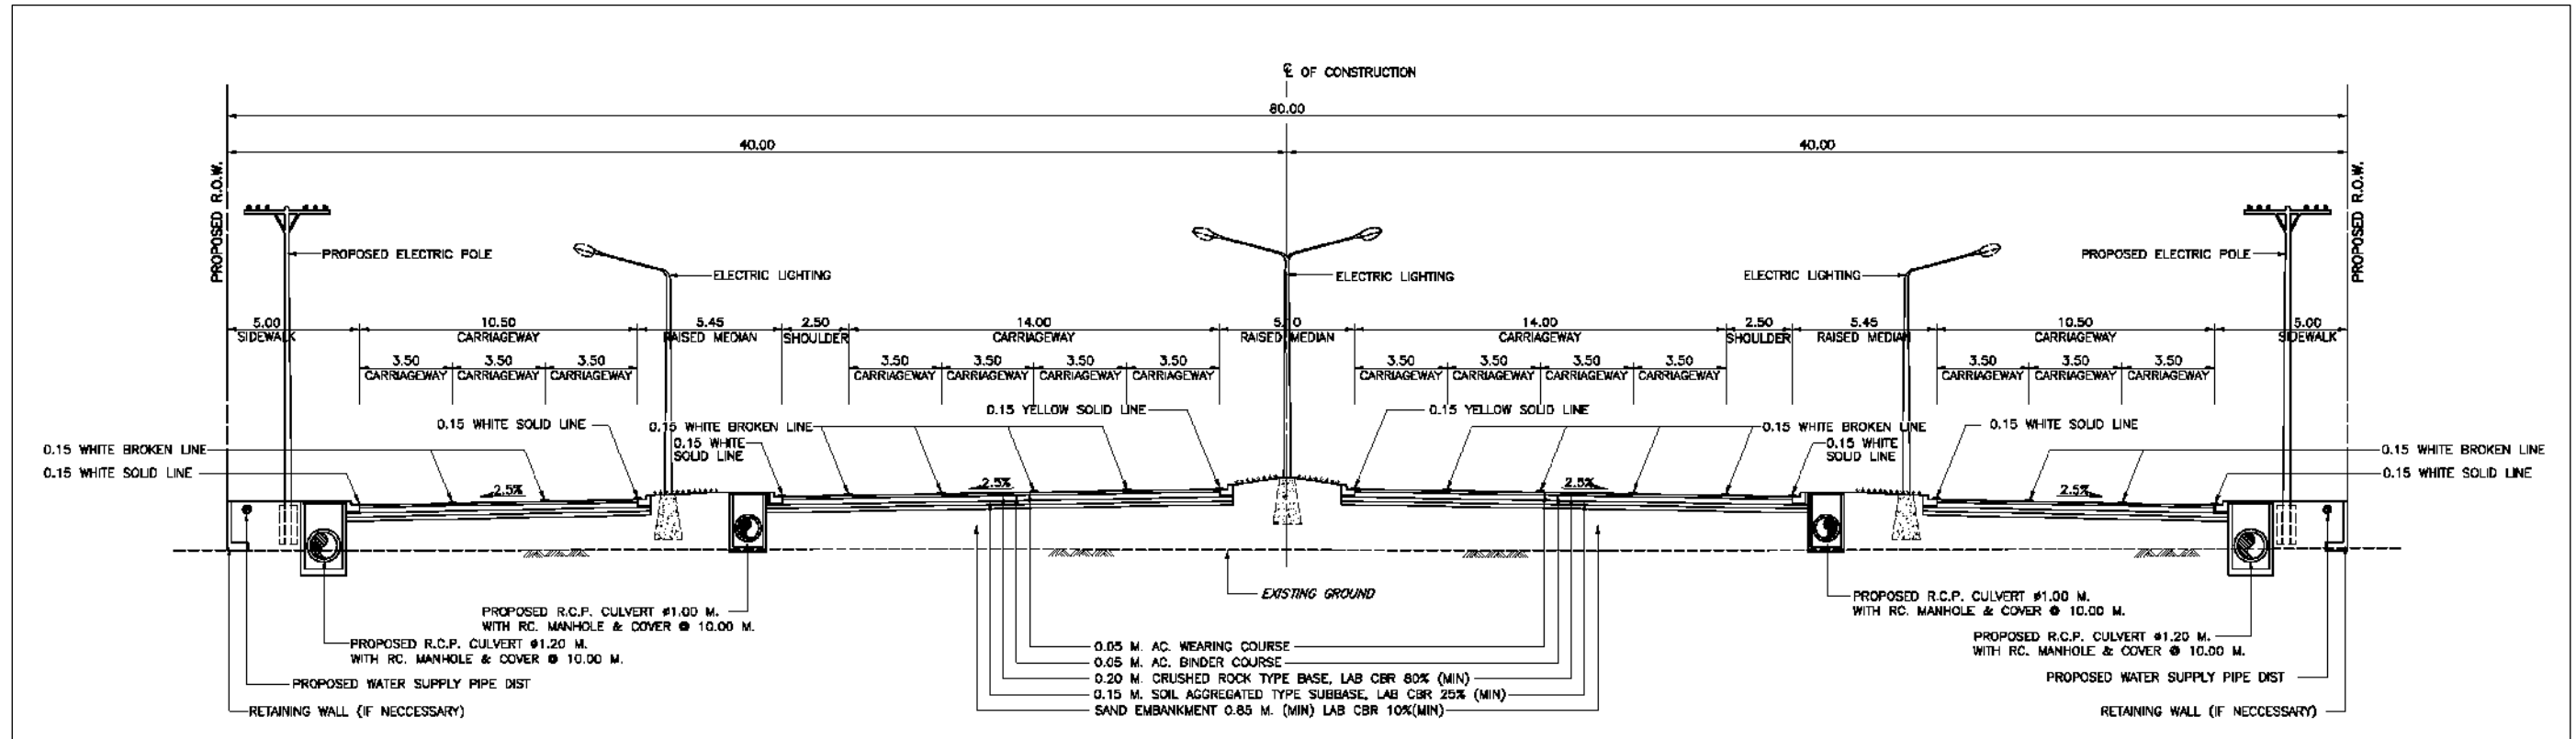 ℄ OF CONSTRUCTION
80.00
40.00
40.00
PROPOSED R.O.W.
PROPOSED R.O.W.
PROPOSED ELECTRIC POLE
ELECTRIC LIGHTING
ELECTRIC LIGHTING
ELECTRIC LIGHTING
PROPOSED ELECTRIC POLE
5.00 10.50 5.45 2.50 14.00 14.00 2.50 5.45 10.50 5.00
SIDEWALK CARRIAGEWAY RAISED MEDIAN SHOULDER CARRIAGEWAY RAISED MEDIAN CARRIAGEWAY SHOULDER RAISED MEDIAN CARRIAGEWAY SIDEWALK
3.50 3.50 3.50 3.50 3.50 3.50 3.50 3.50 3.50 3.50 3.50 3.50 3.50 3.50
CARRIAGEWAY CARRIAGEWAY CARRIAGEWAY CARRIAGEWAY CARRIAGEWAY CARRIAGEWAY CARRIAGEWAY CARRIAGEWAY CARRIAGEWAY CARRIAGEWAY CARRIAGEWAY CARRIAGEWAY CARRIAGEWAY CARRIAGEWAY
0.15 YELLOW SOLID LINE
0.15 YELLOW SOLID LINE
0.15 WHITE SOLID LINE
0.15 WHITE BROKEN LINE
0.15 WHITE BROKEN LINE
0.15 WHITE SOLID LINE
0.15 WHITE
SOLID LINE
0.15 WHITE
SOLID LINE
0.15 WHITE BROKEN LINE
0.15 WHITE SOLID LINE
0.15 WHITE BROKEN LINE
0.15 WHITE SOLID LINE
2.5% 2.5% 2.5% 2.5%
EXISTING GROUND
PROPOSED R.C.P. CULVERT ø1.00 M.
WITH RC. MANHOLE & COVER @ 10.00 M.
PROPOSED R.C.P. CULVERT ø1.20 M.
WITH RC. MANHOLE & COVER @ 10.00 M.
PROPOSED WATER SUPPLY PIPE DIST
RETAINING WALL (IF NECCESSARY)
0.05 M. AC. WEARING COURSE
0.05 M. AC. BINDER COURSE
0.20 M. CRUSHED ROCK TYPE BASE, LAB CBR 80% (MIN)
0.15 M. SOIL AGGREGATED TYPE SUBBASE, LAB CBR 25% (MIN)
SAND EMBANKMENT 0.85 M. (MIN) LAB CBR 10%(MIN)
PROPOSED R.C.P. CULVERT ø1.00 M.
WITH RC. MANHOLE & COVER @ 10.00 M.
PROPOSED R.C.P. CULVERT ø1.20 M.
WITH RC. MANHOLE & COVER @ 10.00 M.
PROPOSED WATER SUPPLY PIPE DIST
RETAINING WALL (IF NECCESSARY)